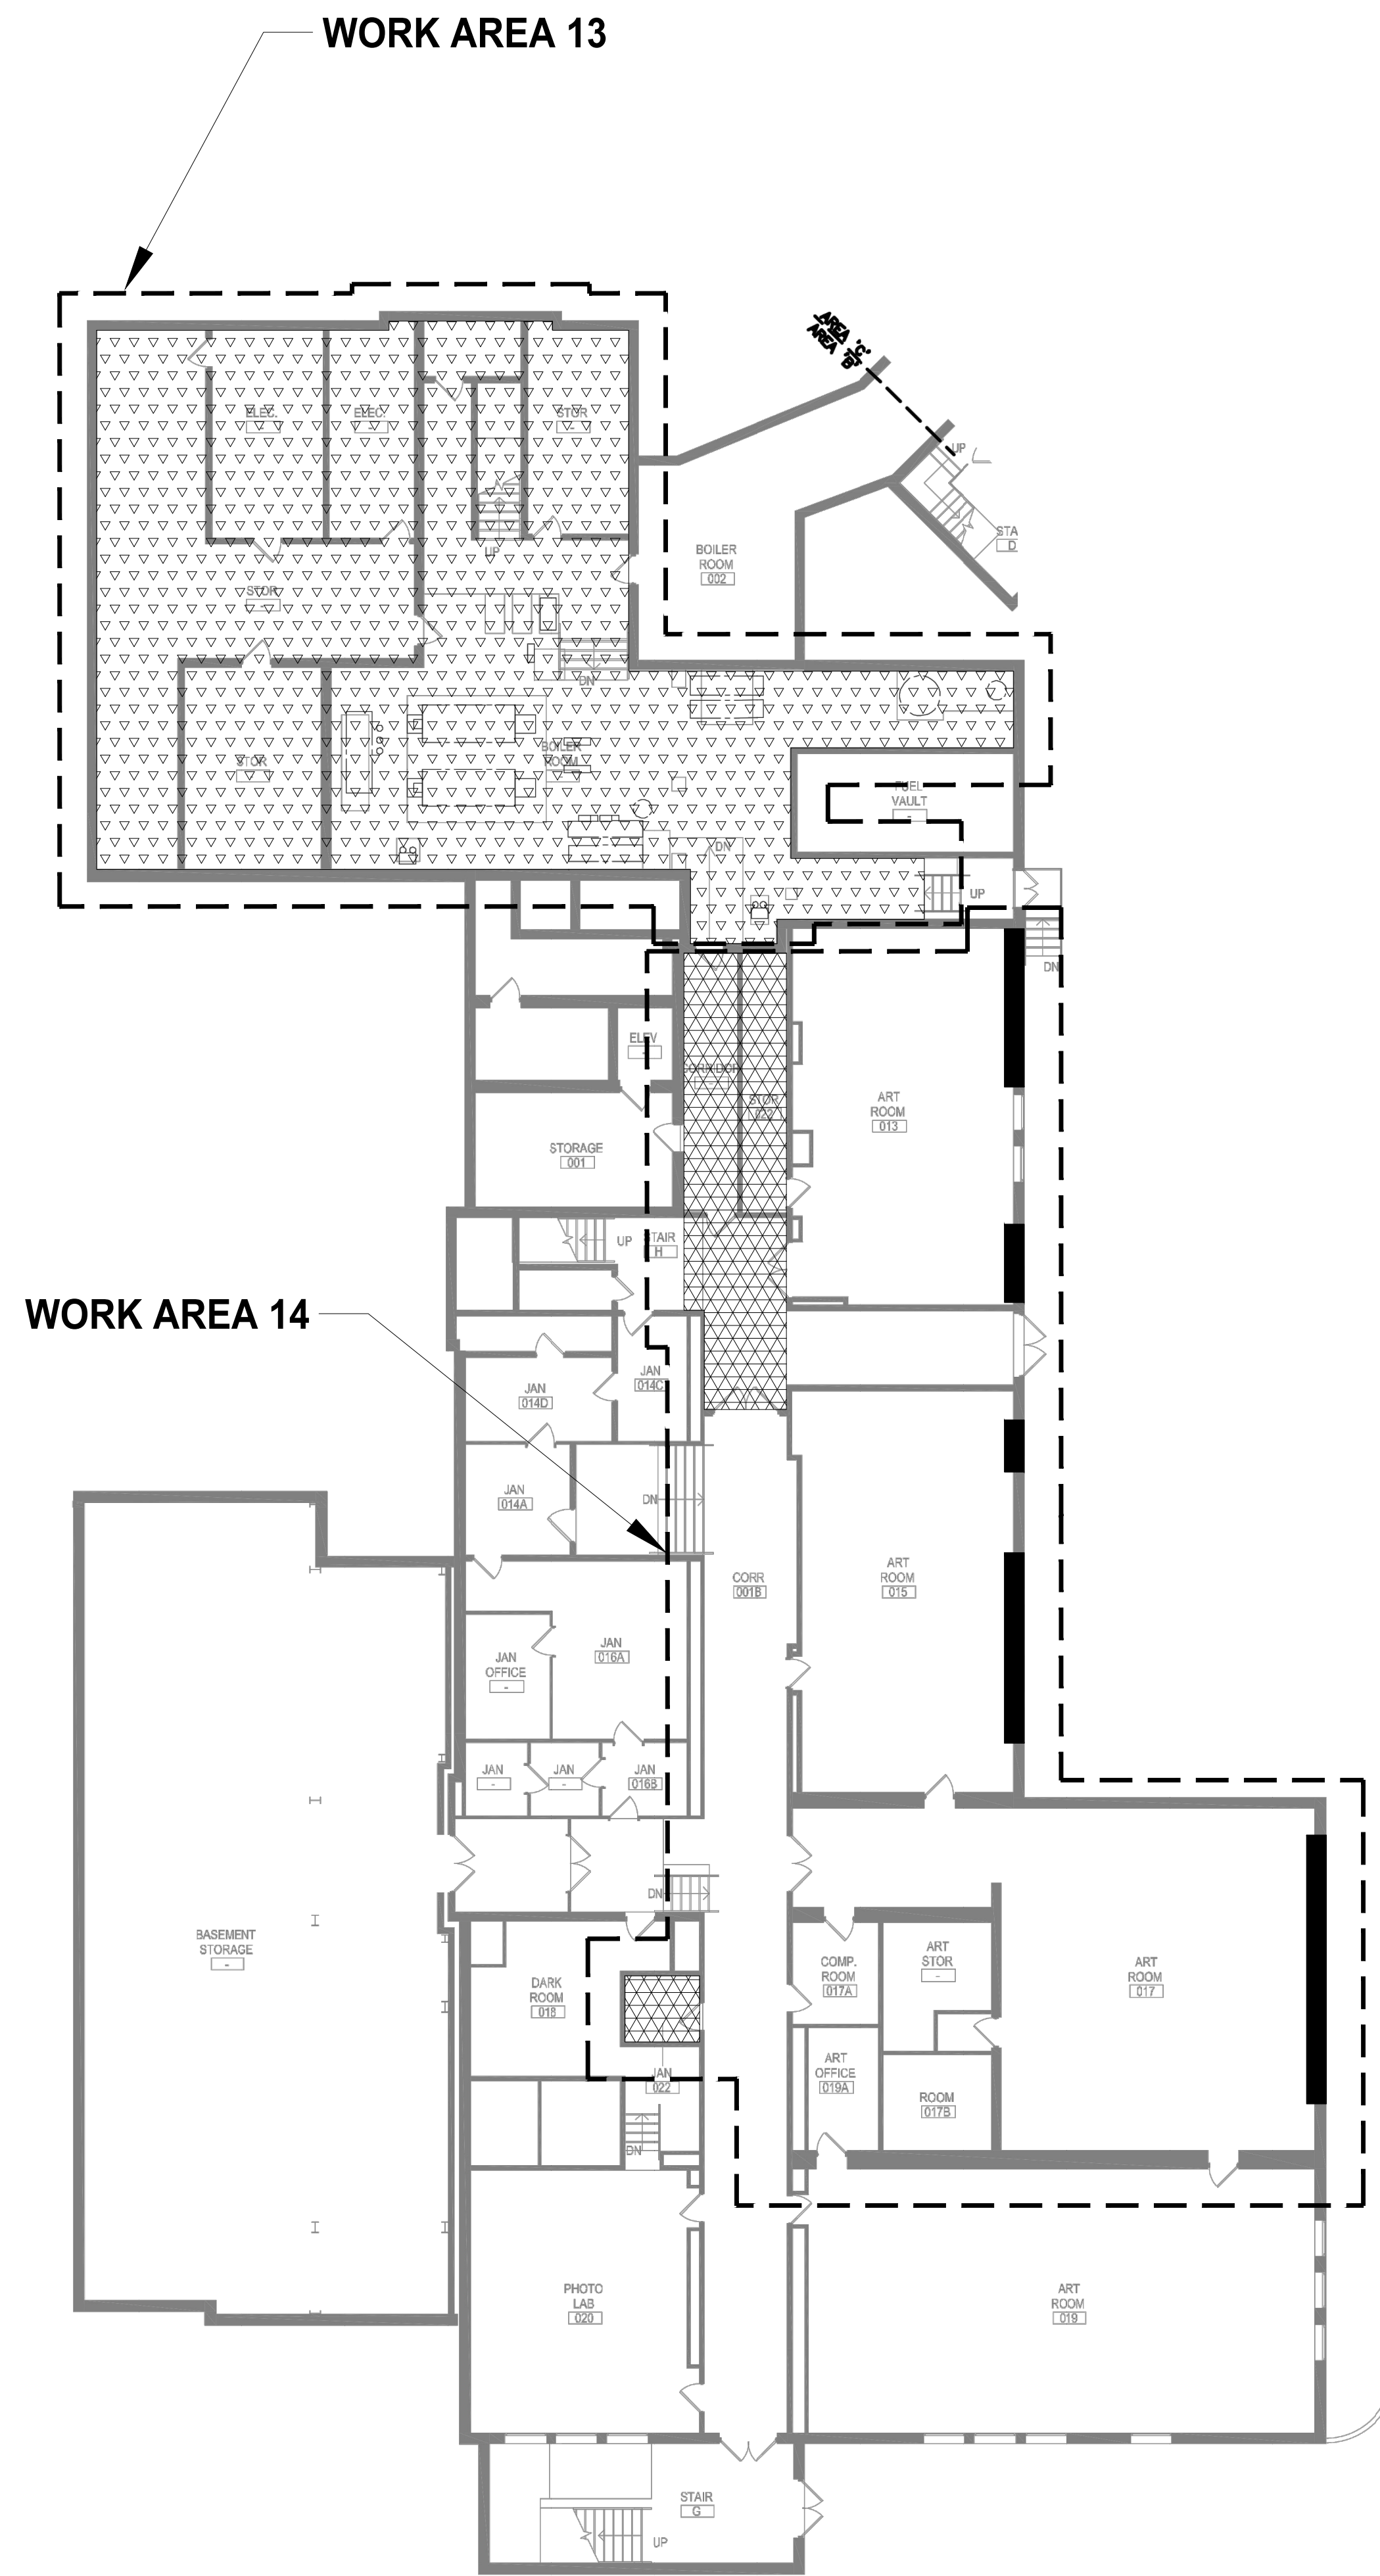 WORK AREA 13
AREA 'C'
AREA 'B'
ELEC.
-
ELEC.
-
STOR
-
UP
UP
STA
D
BOILER
ROOM
002
STOR
-
DN
STOR
-
BOILER
ROOM
-
FUEL
VAULT
-
DN
UP
DN
ELEV
-
CORRIDOR
-
STOR
022
ART
ROOM
013
STORAGE
001
UP
STAIR
H
WORK AREA 14
JAN
014C
JAN
014D
JAN
014A
DN
CORR
001B
ART
ROOM
015
JAN
016A
JAN
OFFICE
-
JAN
-
JAN
-
JAN
016B
DN
BASEMENT
STORAGE
-
DARK
ROOM
018
COMP.
ROOM
017A
ART
STOR
-
ART
ROOM
017
JAN
022
ART
OFFICE
019A
ROOM
017B
DN
PHOTO
LAB
020
ART
ROOM
019
STAIR
G
UP